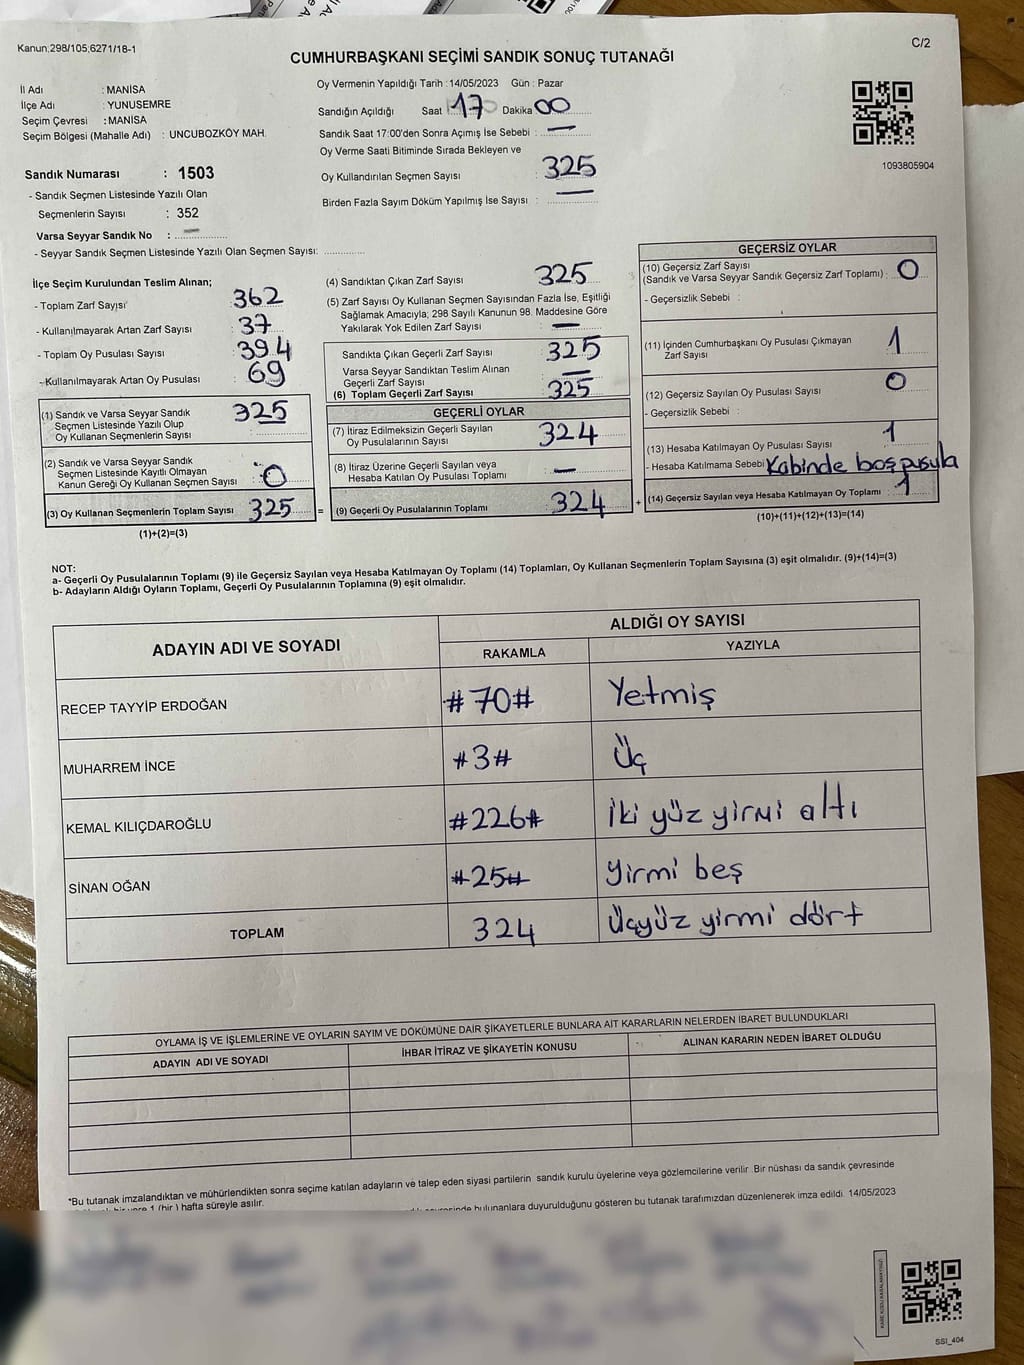 Kanun;298/105;6271/18-1
C/2
CUMHURBAŞKANI SEÇİMİ SANDIK SONUÇ TUTANAĞI
İl Adı : MANİSA
İlçe Adı : YUNUSEMRE
Seçim Çevresi : MANİSA
Seçim Bölgesi (Mahalle Adı) : UNCUBOZKÖY MAH.
Sandık Numarası : 1503
- Sandık Seçmen Listesinde Yazılı Olan
Seçmenlerin Sayısı : 352
Varsa Seyyar Sandık No : —
- Seyyar Sandık Seçmen Listesinde Yazılı Olan Seçmen Sayısı:
Oy Vermenin Yapıldığı Tarih :14/05/2023 Gün : Pazar
Sandığın Açıldığı Saat 17 Dakika 00
Sandık Saat 17:00'den Sonra Açımış İse Sebebi : —
Oy Verme Saati Bitiminde Sırada Bekleyen ve
Oy Kullandırılan Seçmen Sayısı : 325
Birden Fazla Sayım Döküm Yapılmış İse Sayısı : —
1093805904
İlçe Seçim Kurulundan Teslim Alınan;
- Toplam Zarf Sayısı : 362
- Kullanılmayarak Artan Zarf Sayısı : 37
- Toplam Oy Pusulası Sayısı : 394
- Kullanılmayarak Artan Oy Pusulası : 69
(1) Sandık ve Varsa Seyyar Sandık
Seçmen Listesinde Yazılı Olup
Oy Kullanan Seçmenlerin Sayısı : 325
(2) Sandık ve Varsa Seyyar Sandık
Seçmen Listesinde Kayıtlı Olmayan
Kanun Gereği Oy Kullanan Seçmen Sayısı : 0
(3) Oy Kullanan Seçmenlerin Toplam Sayısı 325
(1)+(2)=(3)
(4) Sandıktan Çıkan Zarf Sayısı : 325
(5) Zarf Sayısı Oy Kullanan Seçmen Sayısından Fazla İse, Eşitliği
Sağlamak Amacıyla; 298 Sayılı Kanunun 98. Maddesine Göre
Yakılarak Yok Edilen Zarf Sayısı : —
Sandıkta Çıkan Geçerli Zarf Sayısı : 325
Varsa Seyyar Sandıktan Teslim Alınan
Geçerli Zarf Sayısı : —
(6) Toplam Geçerli Zarf Sayısı : 325
GEÇERLİ OYLAR
(7) İtiraz Edilmeksizin Geçerli Sayılan
Oy Pusulalarının Sayısı : 324
(8) İtiraz Üzerine Geçerli Sayılan veya
Hesaba Katılan Oy Pusulası Toplamı : —
= (9) Geçerli Oy Pusulalarının Toplamı : 324 +
GEÇERSİZ OYLAR
(10) Geçersiz Zarf Sayısı
(Sandık ve Varsa Seyyar Sandık Geçersiz Zarf Toplamı) : 0
- Geçersizlik Sebebi :
(11) İçinden Cumhurbaşkanı Oy Pusulası Çıkmayan
Zarf Sayısı 1
(12) Geçersiz Sayılan Oy Pusulası Sayısı : 0
- Geçersizlik Sebebi :
(13) Hesaba Katılmayan Oy Pusulası Sayısı : 1
- Hesaba Katılmama Sebebi Kabinde boş pusula
(14) Geçersiz Sayılan veya Hesaba Katılmayan Oy Toplamı : 1
(10)+(11)+(12)+(13)=(14)
NOT:
a- Geçerli Oy Pusulalarının Toplamı (9) ile Geçersiz Sayılan veya Hesaba Katılmayan Oy Toplamı (14) Toplamları, Oy Kullanan Seçmenlerin Toplam Sayısına (3) eşit olmalıdır. (9)+(14)=(3)
b- Adayların Aldığı Oyların Toplamı, Geçerli Oy Pusulalarının Toplamına (9) eşit olmalıdır.
ADAYIN ADI VE SOYADI
ALDIĞI OY SAYISI
RAKAMLA YAZIYLA
RECEP TAYYİP ERDOĞAN #70# Yetmiş
MUHARREM İNCE #3# Üç
KEMAL KILIÇDAROĞLU #226# İki yüz yirmi altı
SİNAN OĞAN #25# Yirmi beş
TOPLAM 324 Üçyüz yirmi dört
OYLAMA İŞ VE İŞLEMLERİNE VE OYLARIN SAYIM VE DÖKÜMÜNE DAİR ŞİKAYETLERLE BUNLARA AİT KARARLARIN NELERDEN İBARET BULUNDUKLARI
ADAYIN ADI VE SOYADI İHBAR İTİRAZ VE ŞİKAYETİN KONUSU ALINAN KARARIN NEDEN İBARET OLDUĞU
*Bu tutanak imzalandıktan ve mühürlendikten sonra seçime katılan adayların ve talep eden siyasi partilerin sandık kurulu üyelerine veya gözlemcilerine verilir. Bir nüshası da sandık çevresinde
1 (bir) hafta süreyle asılır.
bulunanlara duyurulduğunu gösteren bu tutanak tarafımızdan düzenlenerek imza edildi. 14/05/2023
SSI_404